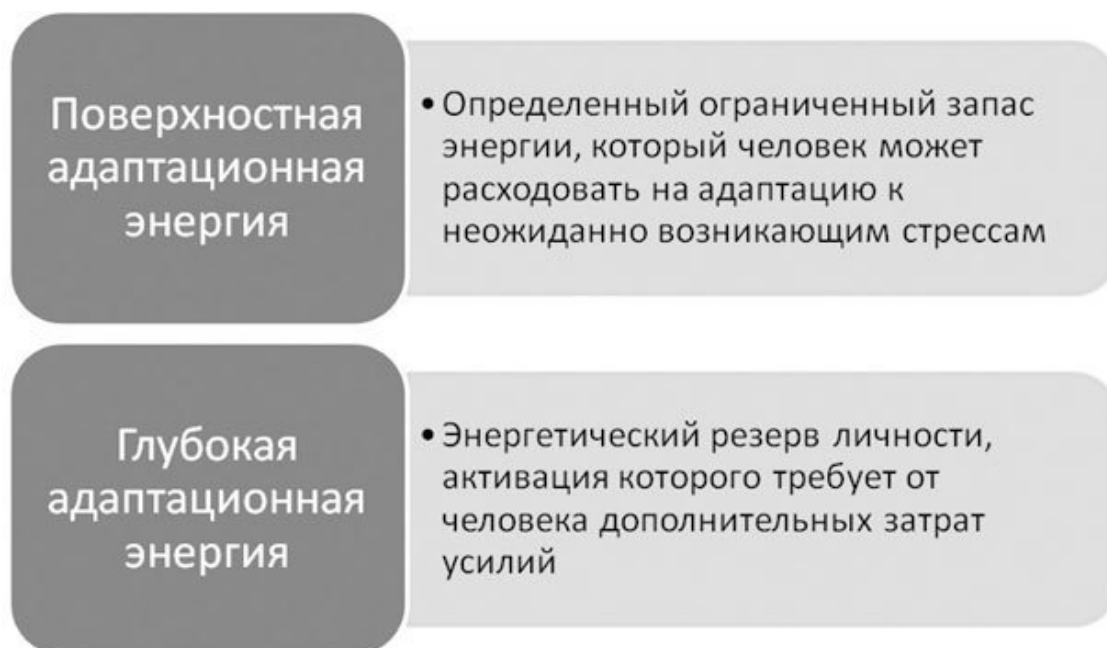 Поверхностная
адаптационная
энергия
• Определенный ограниченный запас
энергии, который человек может
расходовать на адаптацию к
неожиданно возникающим стрессам
Глубокая
адаптационная
энергия
• Энергетический резерв личности,
активация которого требует от
человека дополнительных затрат
усилий